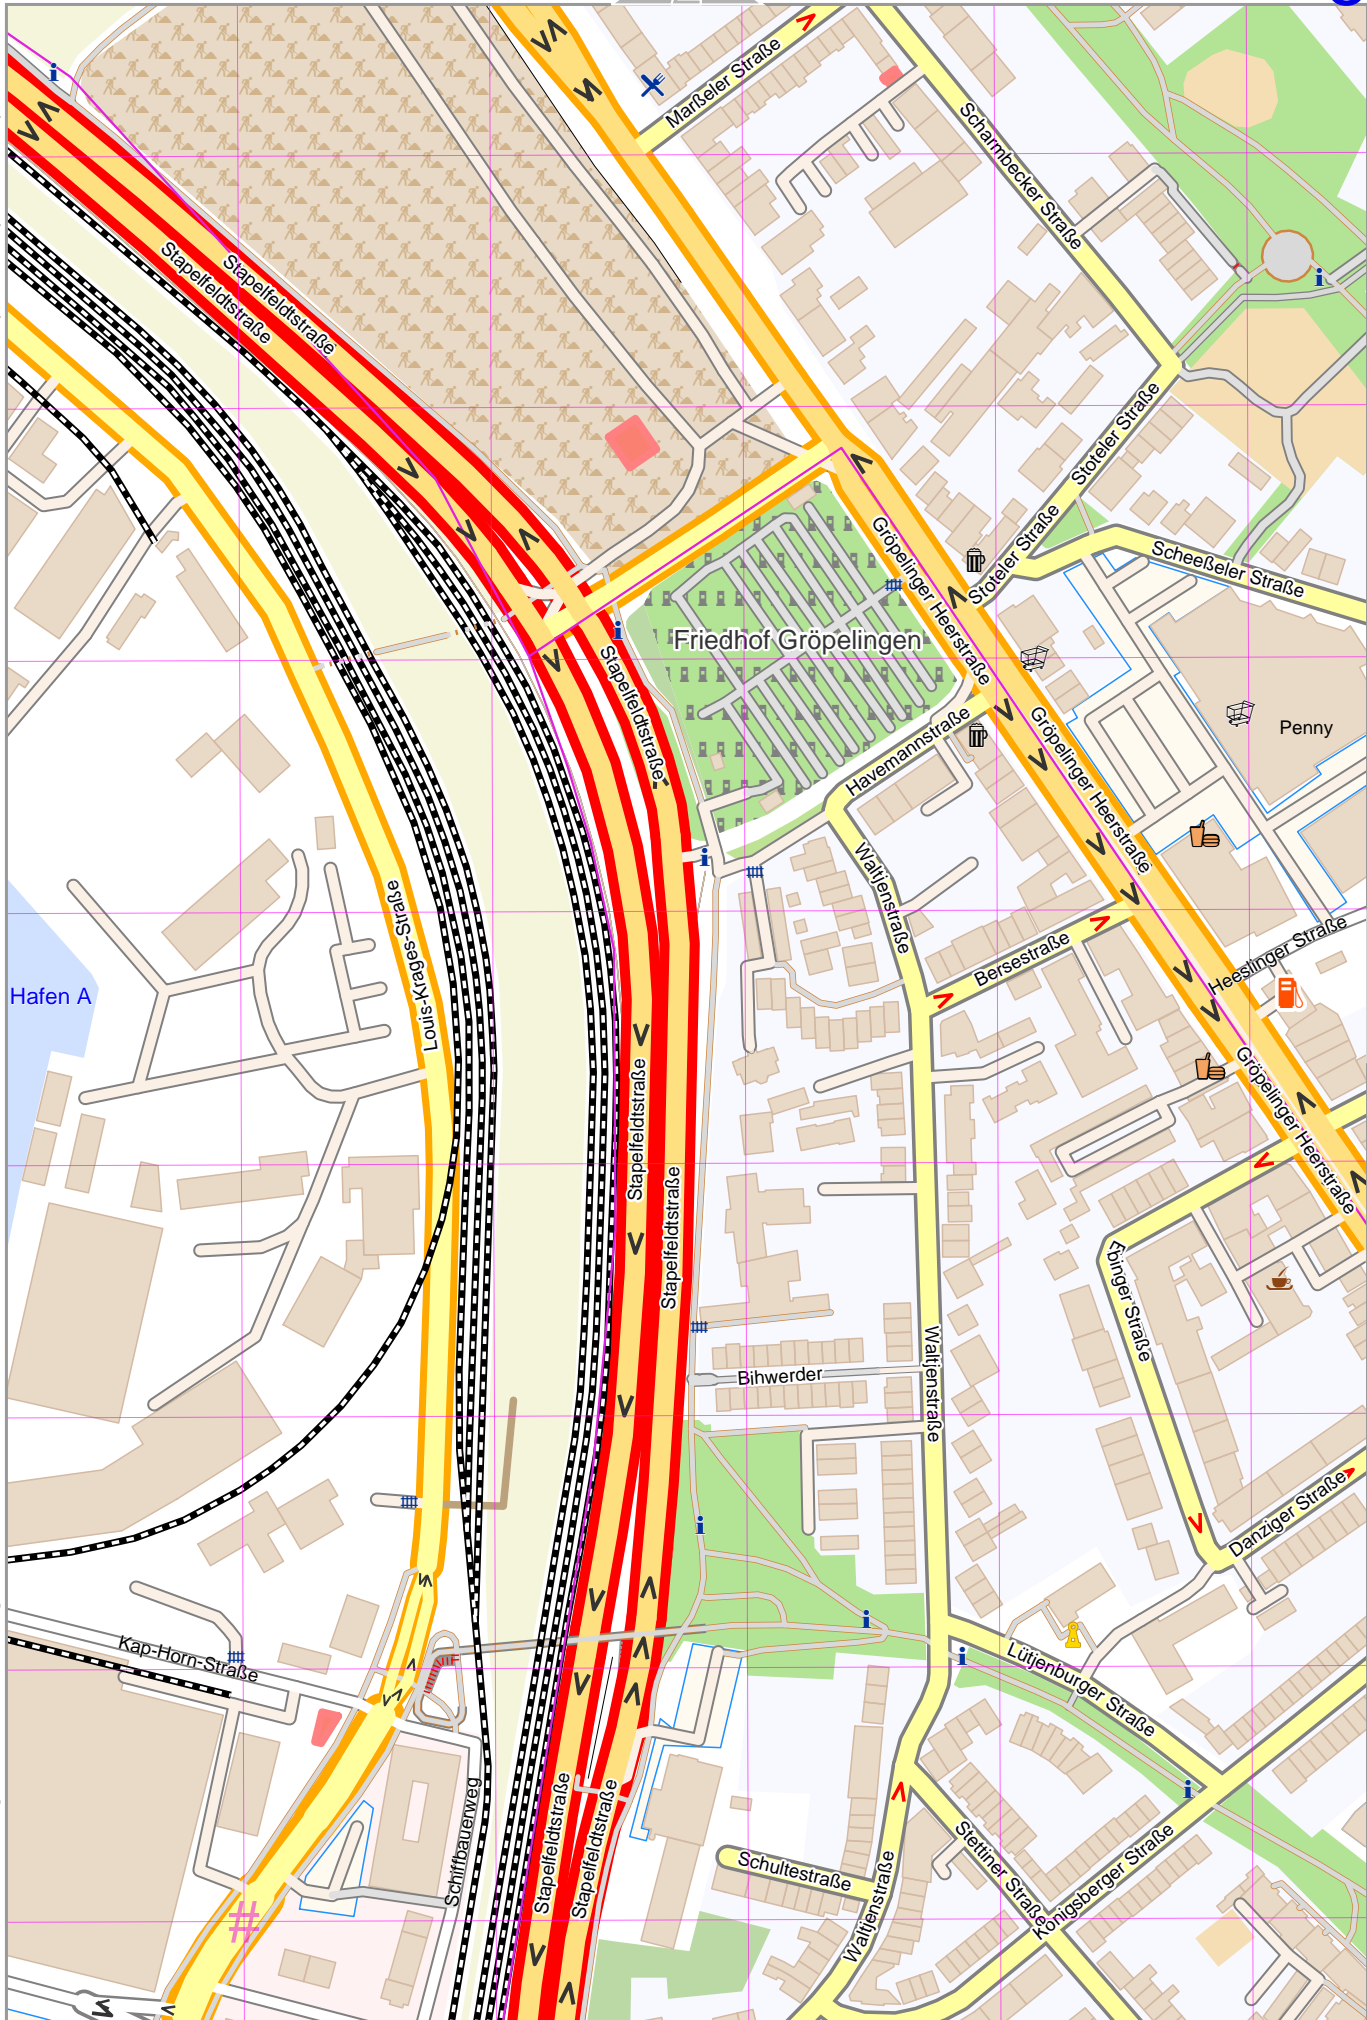 Marßeler Straße
Scharmbecker Straße
Stapelfeldtstraße
Stapelfeldtstraße
Stoteler Straße
Stoteler Straße
Scheeßeler Straße
Gröpelinger Heerstraße
Friedhof Gröpelingen
Stapelfeldtstraße
Havemannstraße
Gröpelinger Heerstraße
Penny
Waltjenstraße
Louis-Krages-Straße
Bersestraße
Heeslinger Straße
Hafen A
Gröpelinger Heerstraße
Stapelfeldtstraße
Stapelfeldtstraße
Ebinger Straße
Waltjenstraße
Bihwerder
Danziger Straße
Kap-Horn-Straße
Lütjenburger Straße
Schiffbauerweg
Stapelfeldtstraße
Stapelfeldtstraße
Schultestraße
Waltjenstraße
Stettiner Straße
Königsberger Straße